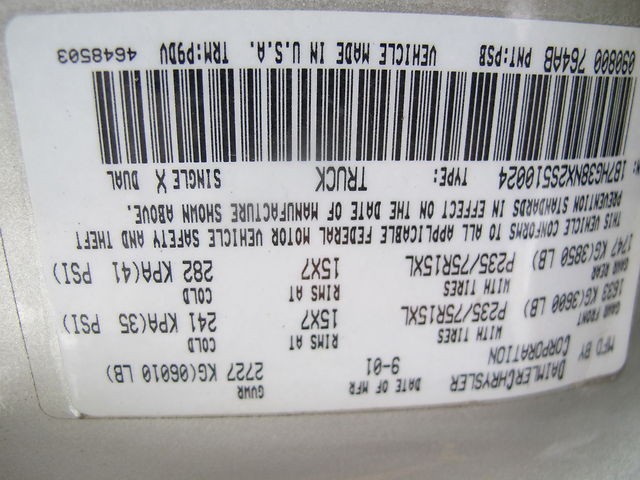 MFD BY DAIMLERCHRYSLER CORPORATION DATE OF MFR 9-01 GVWR 2727 KG(06010 LB)
GAWR FRONT 1633 KG(3600 LB) WITH TIRES P235/75R15XL RIMS AT 15X7 COLD 241 KPA(35 PSI)
GAWR REAR 1747 KG(3850 LB) WITH TIRES P235/75R15XL RIMS AT 15X7 COLD 282 KPA(41 PSI)
THIS VEHICLE CONFORMS TO ALL APPLICABLE FEDERAL MOTOR VEHICLE SAFETY AND THEFT
PREVENTION STANDARDS IN EFFECT ON THE DATE OF MANUFACTURE SHOWN ABOVE.
1B7HG38NX2S510024 TYPE: TRUCK SINGLE X DUAL
090800 764AB PNT:PSB VEHICLE MADE IN U.S.A. TRM:P9DV 4648503